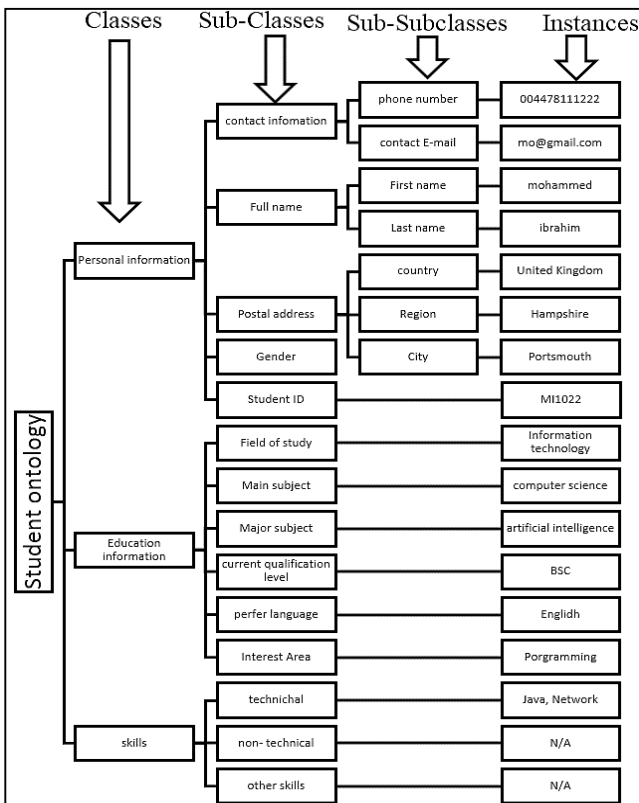 Classes
Sub-Classes
Sub-Subclasses
Instances
phone number
004478111222
contact infomation
contact E-mail
mo@gmail.com
First name
mohammed
Full name
Last name
ibrahim
Personal information
country
United Kingdom
Postal address
Region
Hampshire
Gender
City
Portsmouth
Student ID
MI1022
Student ontology
Field of study
Information
technology
Main subject
computer science
Education
information
Major subject
artificial intelligence
current qualification
level
BSC
perfer language
Englidh
Interest Area
Porgramming
technichal
Java, Network
skills
non- technical
N/A
other skills
N/A